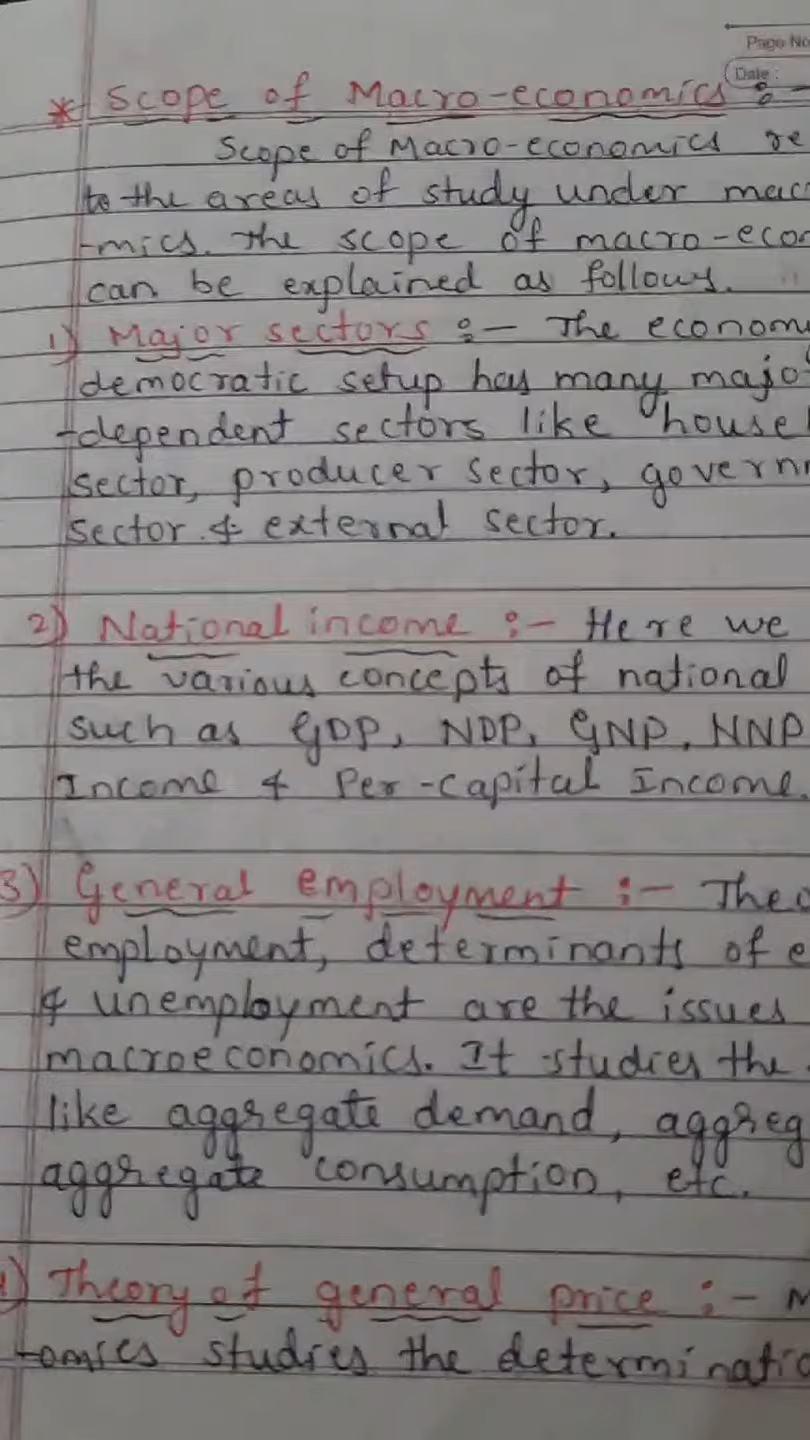 Page No
Date :
* Scope of Macro-economics :-
Scope of Macro-economics re
to the areas of study under mac
-mics. The scope of macro-econ
can be explained as follows.
1) Major sectors :- The econom
democratic setup has many majo
-dependent sectors like house
sector, producer sector, govern
sector & external sector.
2) National income :- Here we
the various concepts of national
such as GDP, NDP, GNP, NNP
Income & Per-capital Income.
3) General employment :- The
employment, determinants of e
& unemployment are the issues
macroeconomics. It studies the
like aggregate demand, aggreg
aggregate consumption, etc.
) Theory of general price :- M
-omics studies the determinatio